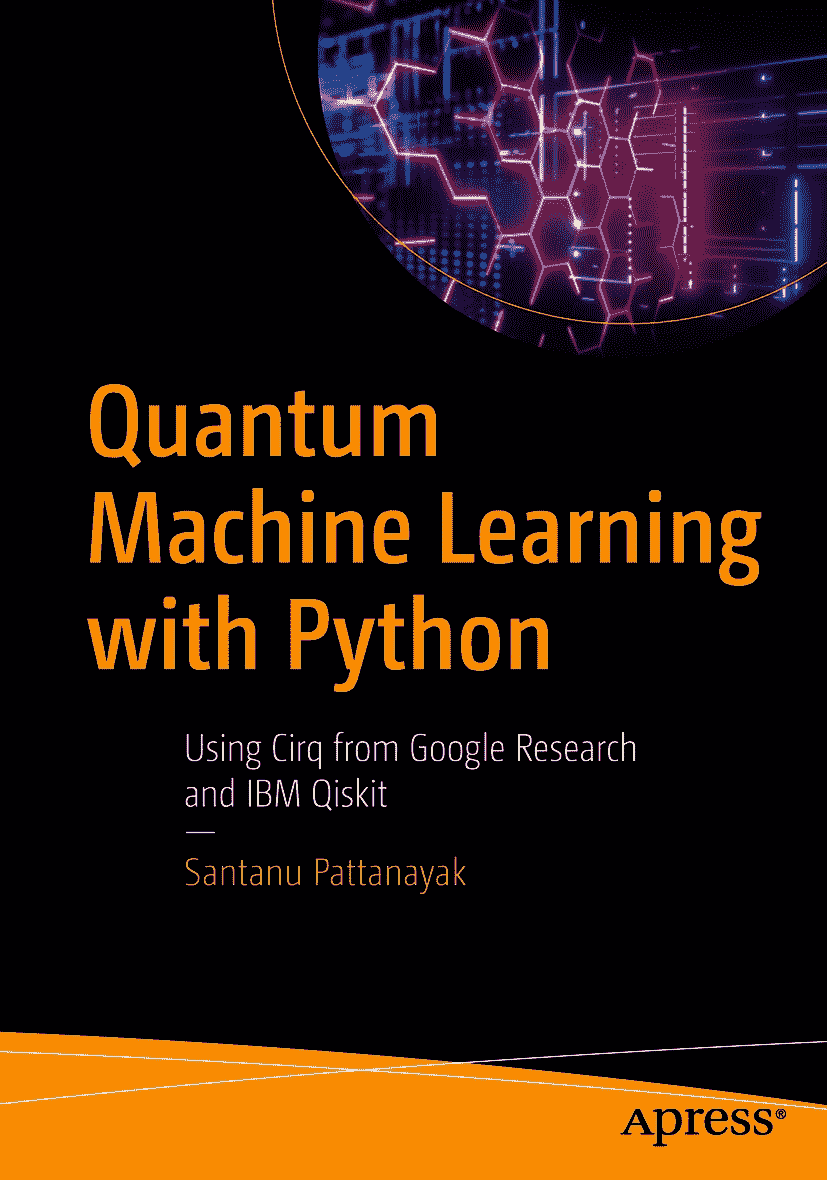 Quantum
Machine Learning
with Python
Using Cirq from Google Research
and IBM Qiskit
—
Santanu Pattanayak
Apress®